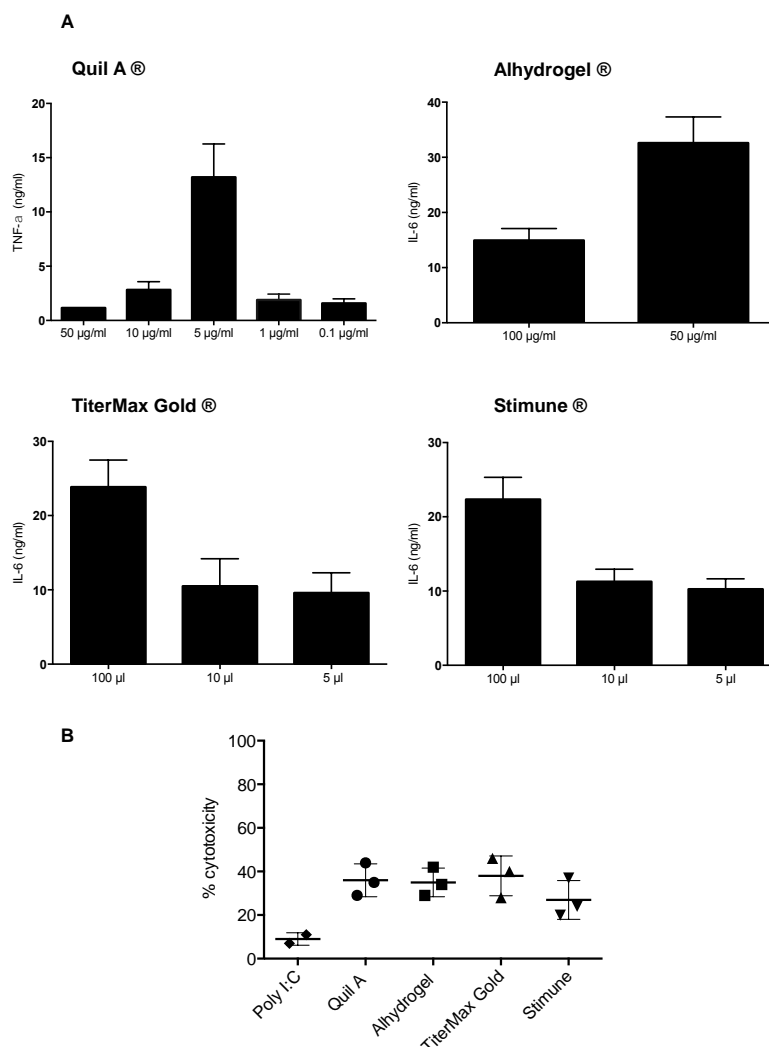 A
Quil A ®
TNF-a (ng/ml)
20
15
10
5
0
50 µg/ml 10 µg/ml 5 µg/ml 1 µg/ml 0.1 µg/ml
Alhydrogel ®
IL-6 (ng/ml)
40
30
20
10
0
100 µg/ml 50 µg/ml
TiterMax Gold ®
IL-6 (ng/ml)
30
20
10
0
100 µl 10 µl 5 µl
Stimune ®
IL-6 (ng/ml)
30
20
10
0
100 µl 10 µl 5 µl
B
% cytotoxicity
100
80
60
40
20
0
Poly I:C
Quil A
Alhydrogel
TiterMax Gold
Stimune